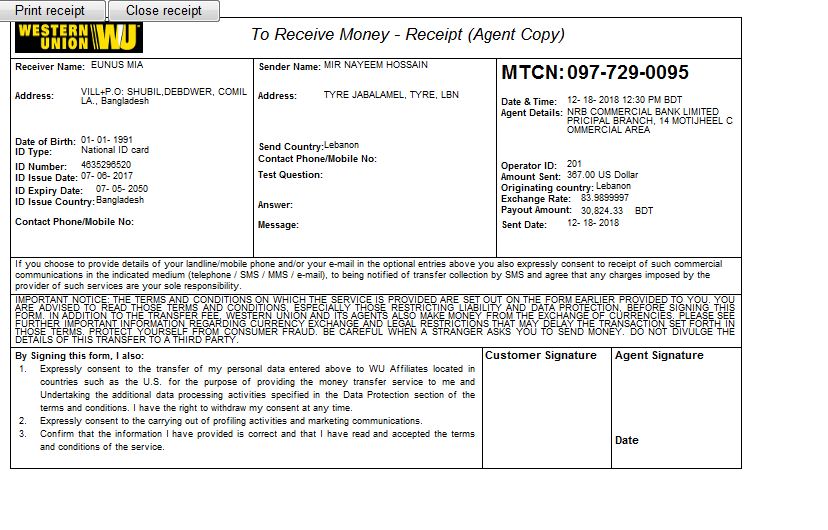 Print receipt Close receipt
WESTERN UNION WU
To Receive Money - Receipt (Agent Copy)
Receiver Name: EUNUS MIA
Address: VILL+P.O: SHUBIL,DEBDWER, COMIL
LA., Bangladesh
Date of Birth: 01- 01- 1991
ID Type: National ID card
ID Number: 4635296520
ID Issue Date: 07- 06- 2017
ID Expiry Date: 07- 05- 2050
ID Issue Country: Bangladesh
Contact Phone/Mobile No:
Sender Name: MIR NAYEEM HOSSAIN
Address: TYRE JABALAMEL, TYRE, LBN
Send Country: Lebanon
Contact Phone/Mobile No:
Test Question:
Answer:
Message:
MTCN: 097-729-0095
Date & Time: 12- 18- 2018 12:30 PM BDT
Agent Details: NRB COMMERCIAL BANK LIMITED
PRICIPAL BRANCH, 14 MOTIJHEEL C
OMMERCIAL AREA
Operator ID: 201
Amount Sent: 367.00 US Dollar
Originating country: Lebanon
Exchange Rate: 83.9899997
Payout Amount: 30,824.33 BDT
Sent Date: 12- 18- 2018
If you choose to provide details of your landline/mobile phone and/or your e-mail in the optional entries above you also expressly consent to receipt of such commercial
communications in the indicated medium (telephone / SMS / MMS / e-mail), to being notified of transfer collection by SMS and agree that any charges imposed by the
provider of such services are your sole responsibility.
IMPORTANT NOTICE: THE TERMS AND CONDITIONS ON WHICH THE SERVICE IS PROVIDED ARE SET OUT ON THE FORM EARLIER PROVIDED TO YOU. YOU
ARE ADVISED TO READ THOSE TERMS AND CONDITIONS, ESPECIALLY THOSE RESTRICTING LIABILITY AND DATA PROTECTION, BEFORE SIGNING THIS
FORM. IN ADDITION TO THE TRANSFER FEE, WESTERN UNION AND ITS AGENTS ALSO MAKE MONEY FROM THE EXCHANGE OF CURRENCIES. PLEASE SEE
FURTHER IMPORTANT INFORMATION REGARDING CURRENCY EXCHANGE AND LEGAL RESTRICTIONS THAT MAY DELAY THE TRANSACTION SET FORTH IN
THOSE TERMS. PROTECT YOURSELF FROM CONSUMER FRAUD. BE CAREFUL WHEN A STRANGER ASKS YOU TO SEND MONEY. DO NOT DIVULGE THE
DETAILS OF THIS TRANSFER TO A THIRD PARTY.
By Signing this form, I also:
1. Expressly consent to the transfer of my personal data entered above to WU Affiliates located in
countries such as the U.S. for the purpose of providing the money transfer service to me and
Undertaking the additional data processing activities specified in the Data Protection section of the
terms and conditions. I have the right to withdraw my consent at any time.
2. Expressly consent to the carrying out of profiling activities and marketing communications.
3. Confirm that the information I have provided is correct and that I have read and accepted the terms
and conditions of the service.
Customer Signature
Agent Signature
Date